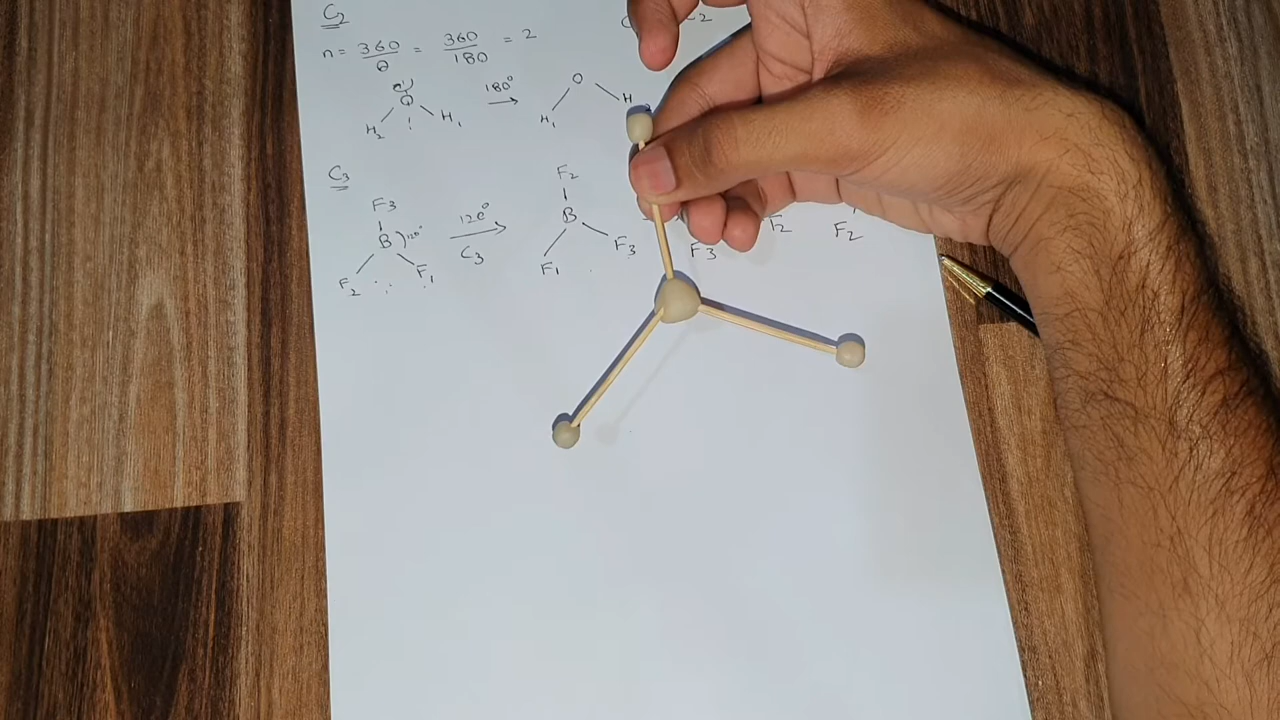 C2
n = 360/θ = 360/180 = 2
O 180° → O
H2 H1 H1 H2
C3
F3 F2
B 120° 120° → C3 B
F2 F1 F1 F3 F3 F2 F2